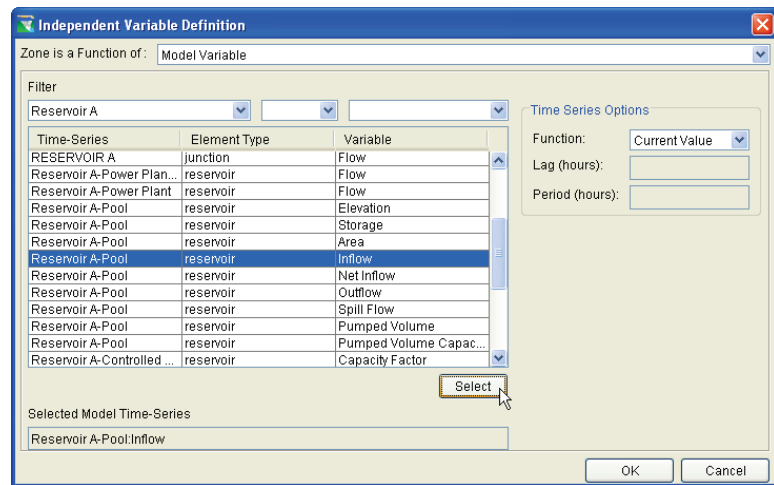 Independent Variable Definition
Zone is a Function of: Model Variable
Filter
Reservoir A
Time-Series Element Type Variable
RESERVOIR A junction Flow
Reservoir A-Power Plan... reservoir Flow
Reservoir A-Power Plant reservoir Flow
Reservoir A-Pool reservoir Elevation
Reservoir A-Pool reservoir Storage
Reservoir A-Pool reservoir Area
Reservoir A-Pool reservoir Inflow
Reservoir A-Pool reservoir Net Inflow
Reservoir A-Pool reservoir Outflow
Reservoir A-Pool reservoir Spill Flow
Reservoir A-Pool reservoir Pumped Volume
Reservoir A-Pool reservoir Pumped Volume Capac...
Reservoir A-Controlled ... reservoir Capacity Factor
Select
Selected Model Time-Series
Reservoir A-Pool:Inflow
Time Series Options
Function: Current Value
Lag (hours):
Period (hours):
OK Cancel